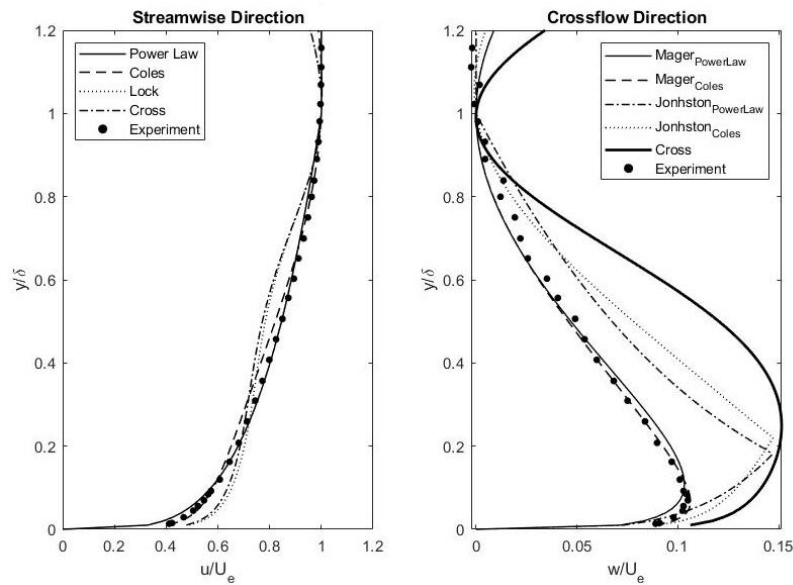 Streamwise Direction
1.2
1
0.8
0.6
0.4
0.2
0
y/δ
Power Law
Coles
Lock
Cross
Experiment
0 0.2 0.4 0.6 0.8 1 1.2
u/U_e
Crossflow Direction
1.2
1
0.8
0.6
0.4
0.2
0
y/δ
Mager_PowerLaw
Mager_Coles
Jonhston_PowerLaw
Jonhston_Coles
Cross
Experiment
0 0.05 0.1 0.15
w/U_e